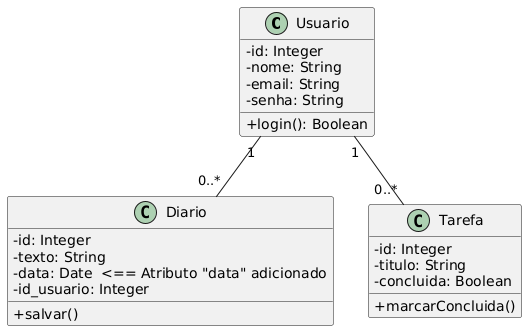 C Usuario
-id: Integer
-nome: String
-email: String
-senha: String
+login(): Boolean
1
1
0..*
0..*
C Diario
-id: Integer
-texto: String
-data: Date  <== Atributo "data" adicionado
-id_usuario: Integer
+salvar()
C Tarefa
-id: Integer
-titulo: String
-concluida: Boolean
+marcarConcluida()